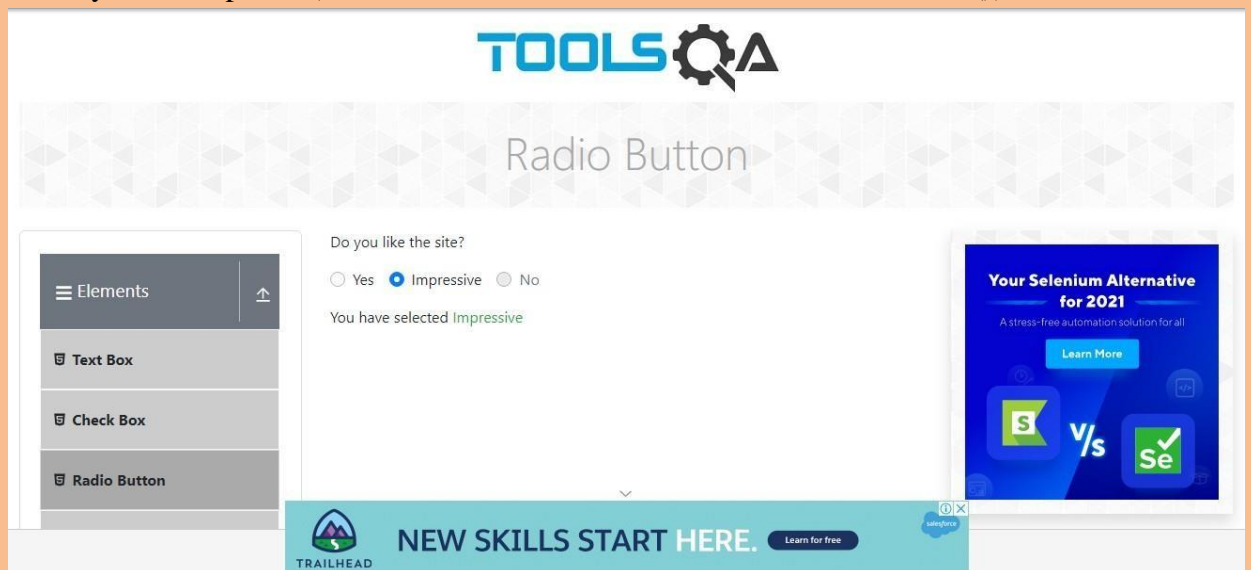 TOOLSQA
Radio Button
Elements
Text Box
Check Box
Radio Button
Do you like the site?
Yes Impressive No
You have selected Impressive
Your Selenium Alternative
for 2021
A stress-free automation solution for all
Learn More
S V/s Se
TRAILHEAD
NEW SKILLS START HERE.
Learn for free
salesforce